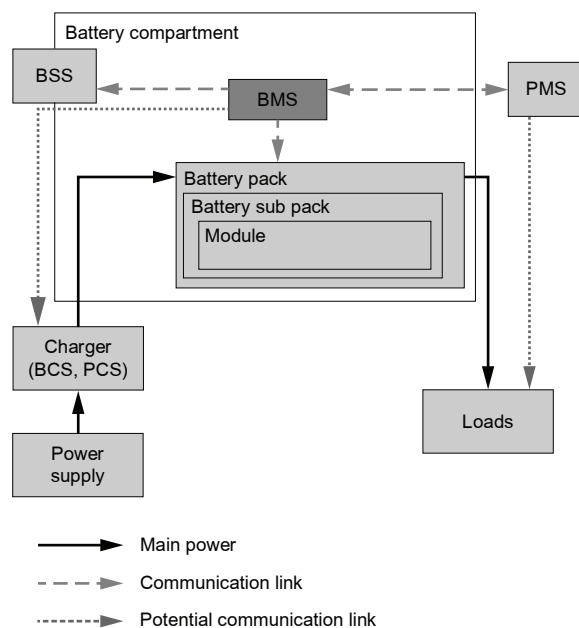 Battery compartment
BSS
BMS
PMS
Battery pack
Battery sub pack
Module
Charger
(BCS, PCS)
Loads
Power
supply
Main power
Communication link
Potential communication link